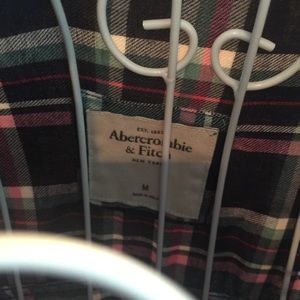 EST. 1892
Abercrombie
& Fitch
NEW YORK
M